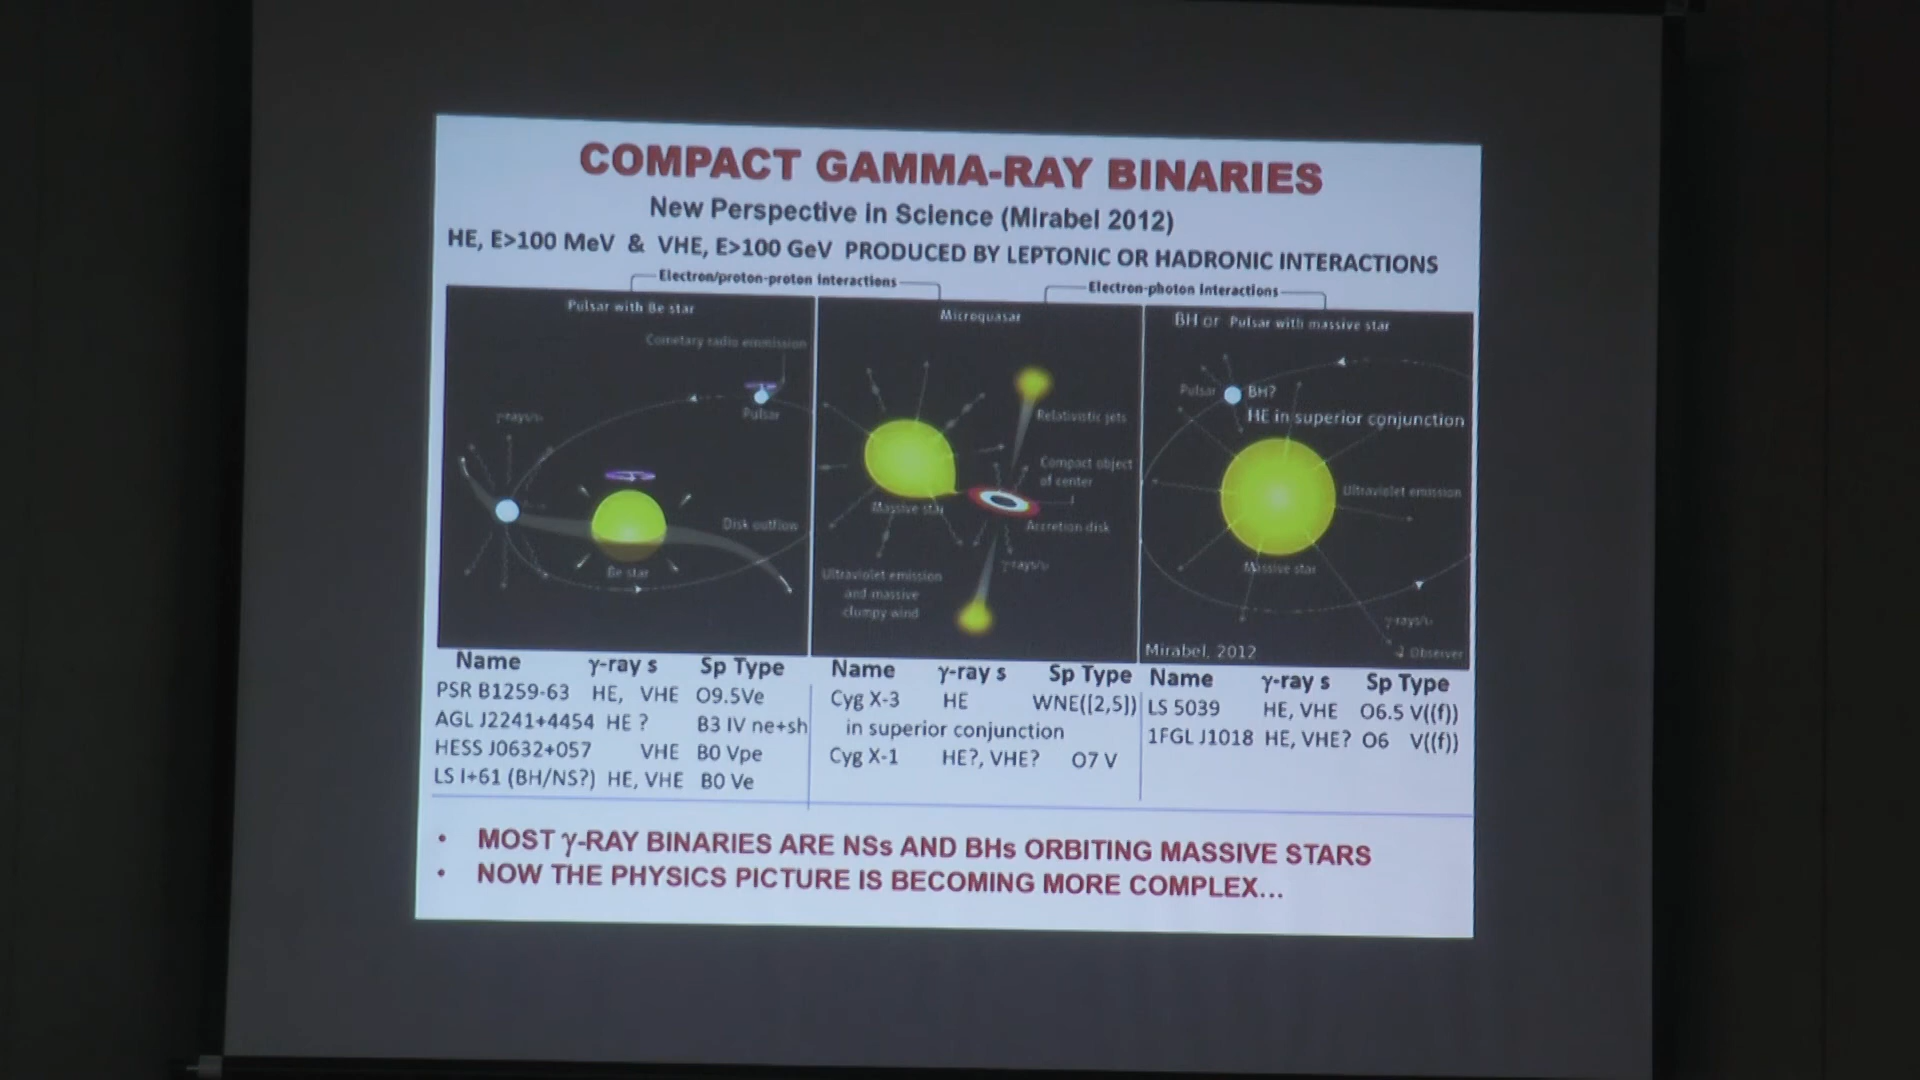 COMPACT GAMMA-RAY BINARIES
New Perspective in Science (Mirabel 2012)
HE, E>100 MeV & VHE, E>100 GeV PRODUCED BY LEPTONIC OR HADRONIC INTERACTIONS
Electron/proton-proton interactions
Electron-photon interactions
Pulsar with Be star
Cometary radio emission
Pulsar
γ-rays/ν
Disk outflow
Be star
Microquasar
Relativistic jets
Compact object
of center
Massive star
Accretion disk
γ-rays/ν
Ultraviolet emission
and massive
clumpy wind
BH or Pulsar with massive star
Pulsar BH?
HE in superior conjunction
Ultraviolet emission
Massive star
γ-rays/ν
Mirabel, 2012
Observer
Name γ-ray s Sp Type
PSR B1259-63 HE, VHE O9.5Ve
AGL J2241+4454 HE ? B3 IV ne+sh
HESS J0632+057 VHE B0 Vpe
LS I+61 (BH/NS?) HE, VHE B0 Ve
Name γ-ray s Sp Type
Cyg X-3 HE WNE([2,5])
in superior conjunction
Cyg X-1 HE?, VHE? O7 V
Name γ-ray s Sp Type
LS 5039 HE, VHE O6.5 V((f))
1FGL J1018 HE, VHE? O6 V((f))
• MOST γ-RAY BINARIES ARE NSs AND BHs ORBITING MASSIVE STARS
• NOW THE PHYSICS PICTURE IS BECOMING MORE COMPLEX...